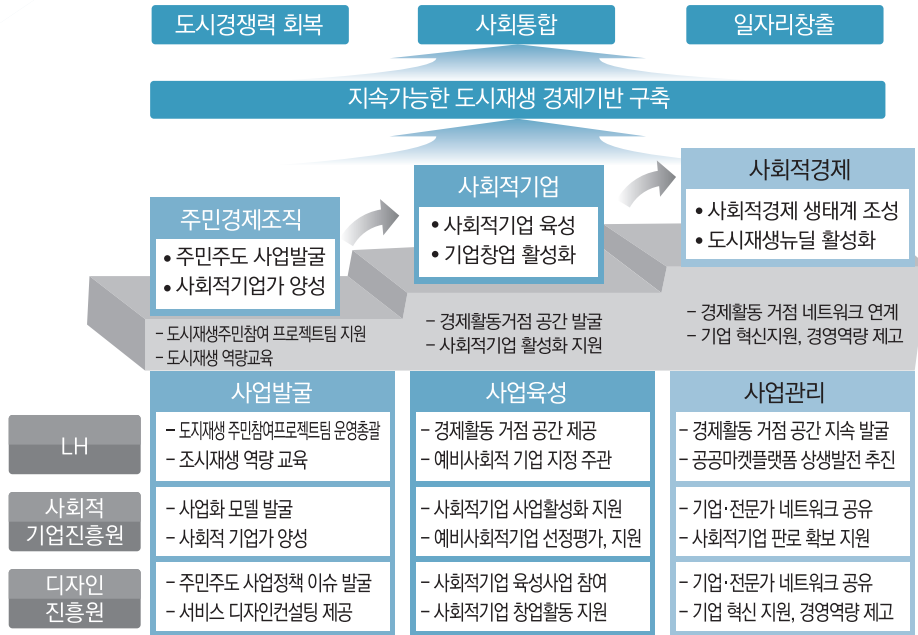 도시경쟁력 회복
사회통합
일자리창출
지속가능한 도시재생 경제기반 구축
주민경제조직
• 주민주도 사업발굴
• 사회적기업가 양성
사회적기업
• 사회적기업 육성
• 기업창업 활성화
사회적경제
• 사회적경제 생태계 조성
• 도시재생뉴딜 활성화
– 도시재생주민참여 프로젝트팀 지원
– 도시재생 역량교육
– 경제활동거점 공간 발굴
– 사회적기업 활성화 지원
– 경제활동 거점 네트워크 연계
– 기업 혁신지원, 경영역량 제고
사업발굴
사업육성
사업관리
LH
– 도지재생 주민참여프로젝트팀 운영총괄
– 조시재생 역량 교육
– 경제활동 거점 공간 제공
– 예비사회적 기업 지정 주관
– 경제활동 거점 공간 지속 발굴
– 공공마켓플랫폼 상생발전 추진
사회적
기업진흥원
– 사업화 모델 발굴
– 사회적 기업가 양성
– 사회적기업 사업활성화 지원
– 예비사회적기업 선정평가, 지원
– 기업·전문가 네트워크 공유
– 사회적기업 판로 확보 지원
디자인
진흥원
– 주민주도 사업정책 이슈 발굴
– 서비스 디자인컨설팅 제공
– 사회적기업 육성사업 참여
– 사회적기업 창업활동 지원
– 기업·전문가 네트워크 공유
– 기업 혁신 지원, 경영역량 제고